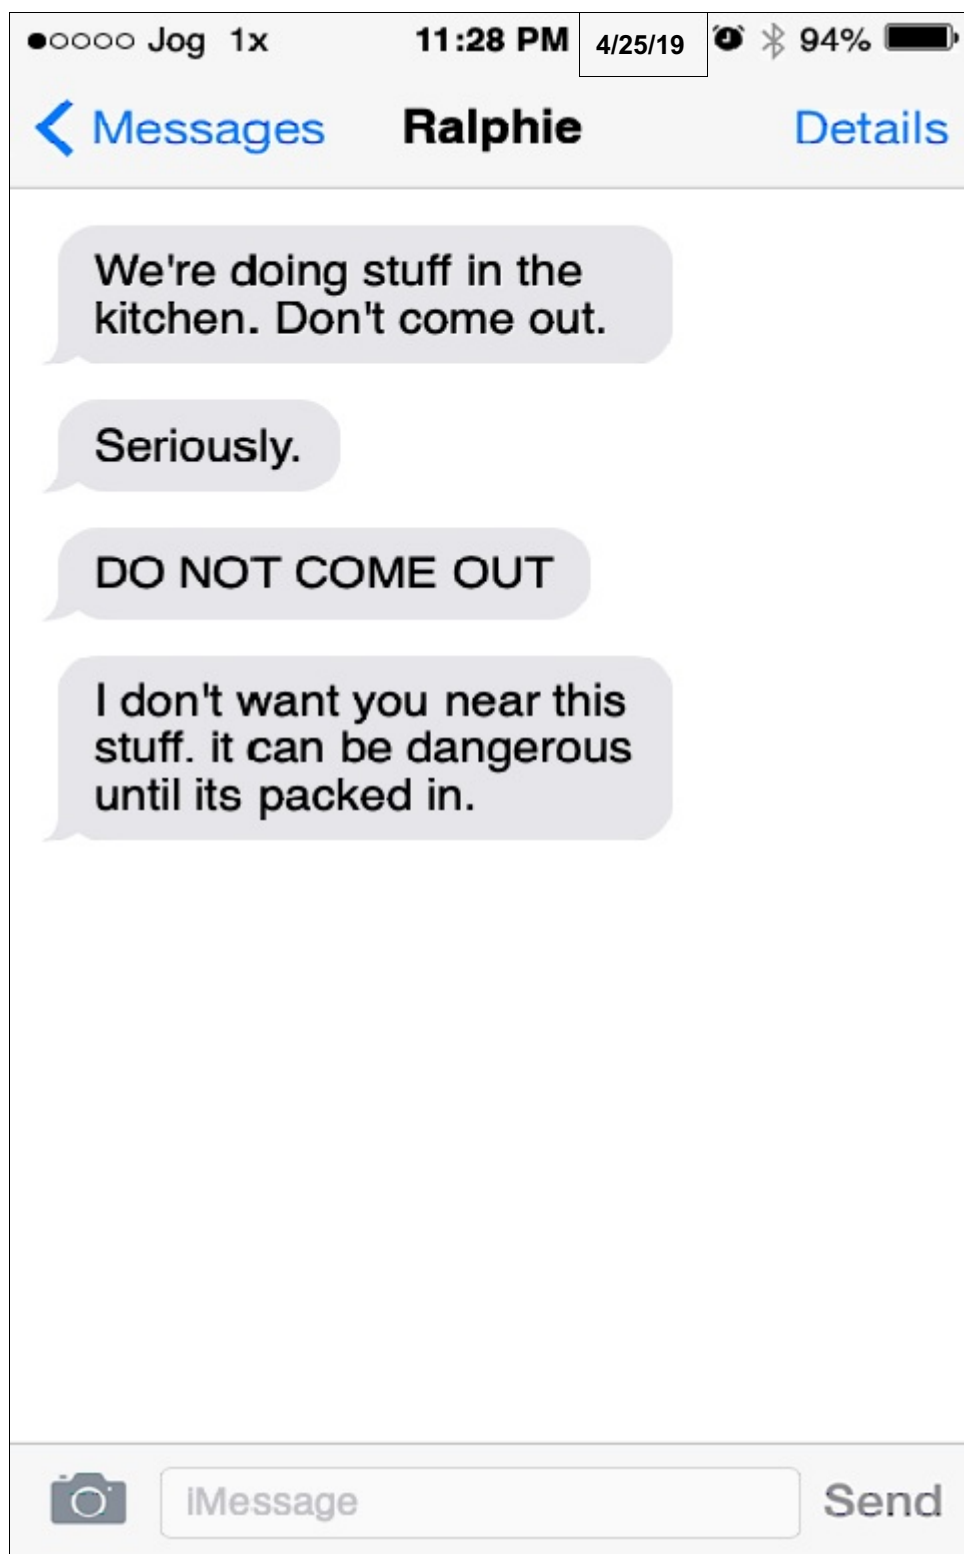 Jog 1x 11:28 PM 4/25/19 94%
Messages Ralphie Details
We're doing stuff in the
kitchen. Don't come out.
Seriously.
DO NOT COME OUT
I don't want you near this
stuff. it can be dangerous
until its packed in.
iMessage Send